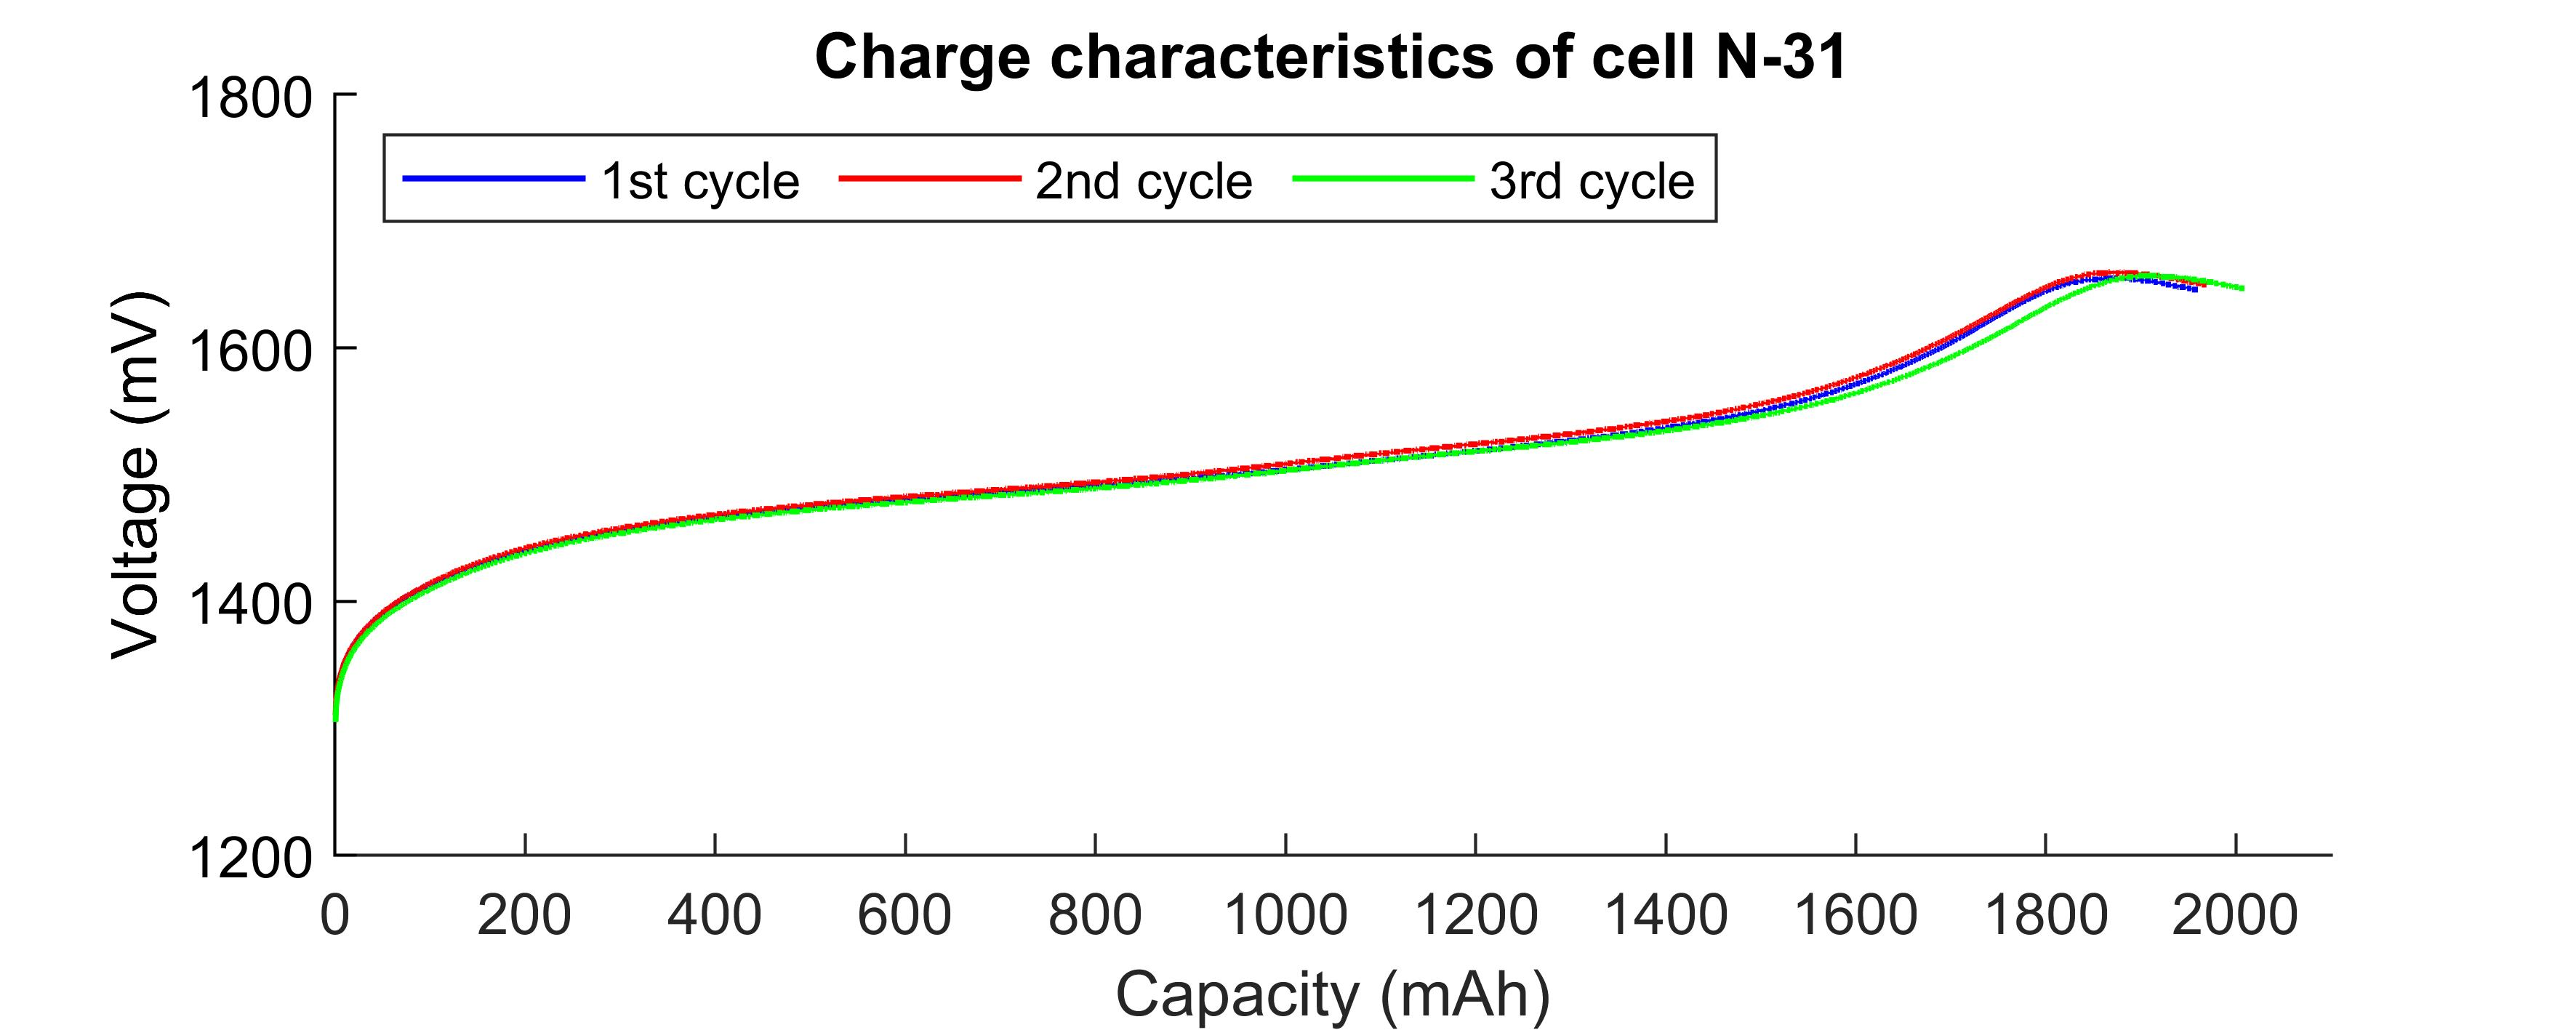 Charge characteristics of cell N-31
1800
1st cycle 2nd cycle 3rd cycle
1600
Voltage (mV)
1400
1200
0 200 400 600 800 1000 1200 1400 1600 1800 2000
Capacity (mAh)